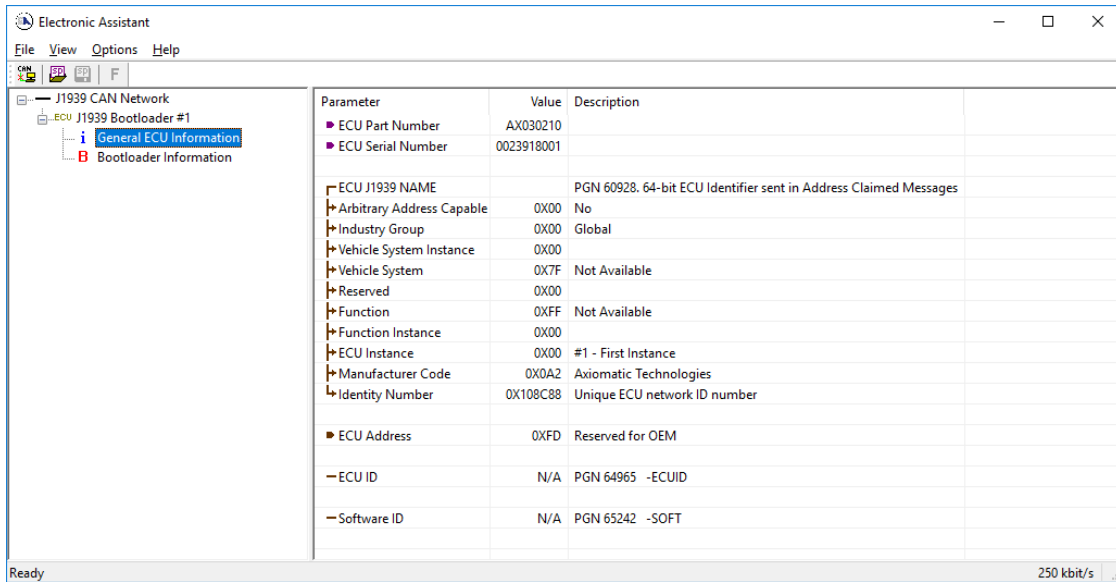 Electronic Assistant
File View Options Help
CAN SP SP F
J1939 CAN Network
ECU J1939 Bootloader #1
i General ECU Information
B Bootloader Information
Parameter Value Description
ECU Part Number AX030210
ECU Serial Number 0023918001
ECU J1939 NAME PGN 60928. 64-bit ECU Identifier sent in Address Claimed Messages
Arbitrary Address Capable 0X00 No
Industry Group 0X00 Global
Vehicle System Instance 0X00
Vehicle System 0X7F Not Available
Reserved 0X00
Function 0XFF Not Available
Function Instance 0X00
ECU Instance 0X00 #1 - First Instance
Manufacturer Code 0X0A2 Axiomatic Technologies
Identity Number 0X108C88 Unique ECU network ID number
ECU Address 0XFD Reserved for OEM
ECU ID N/A PGN 64965 -ECUID
Software ID N/A PGN 65242 -SOFT
Ready 250 kbit/s